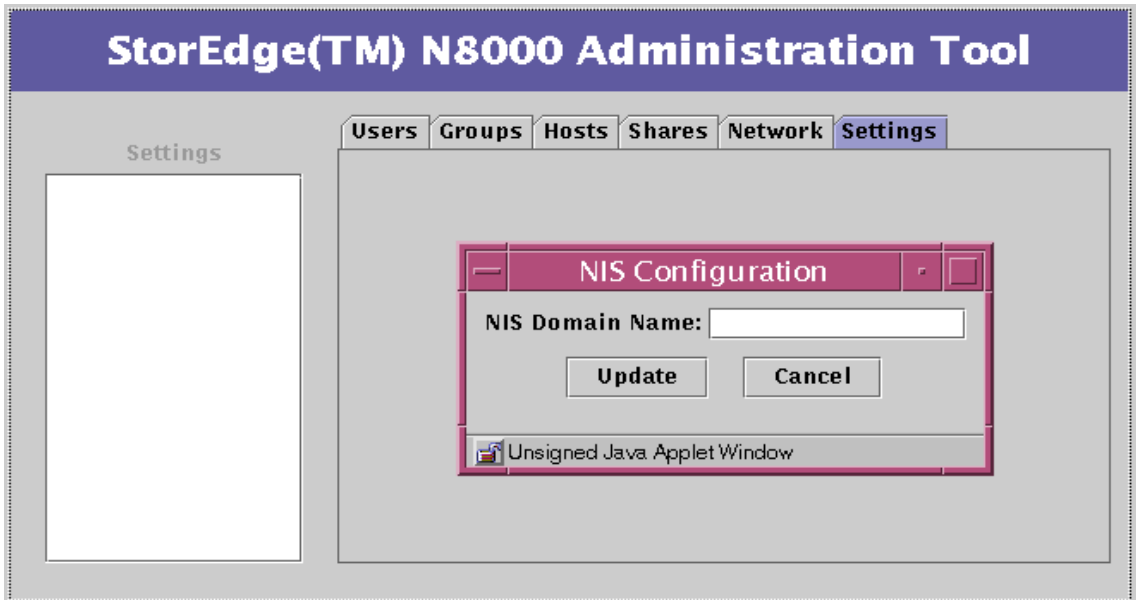 StorEdge(TM) N8000 Administration Tool
Users Groups Hosts Shares Network Settings
Settings
NIS Configuration
NIS Domain Name:
Update Cancel
Unsigned Java Applet Window